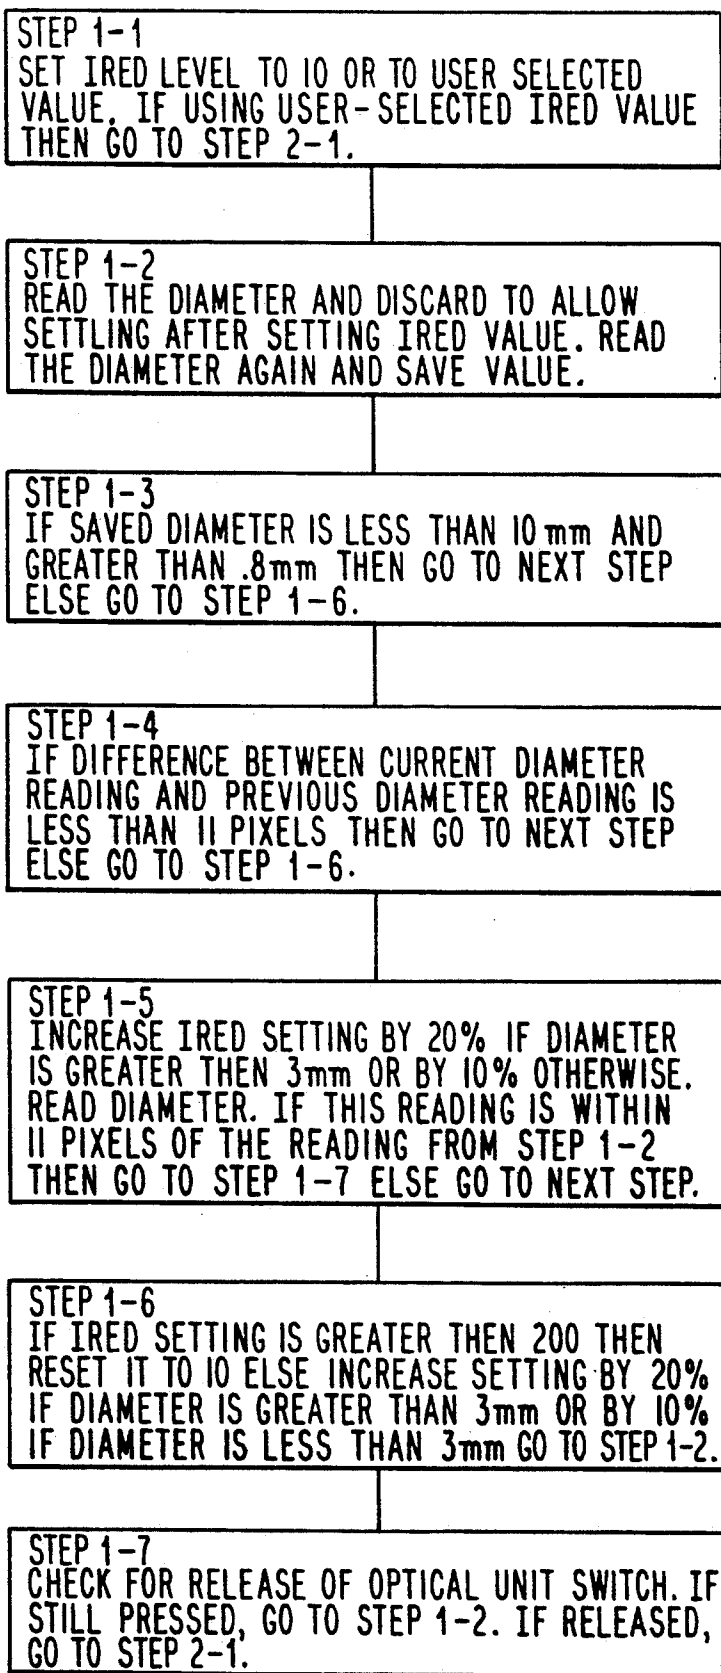 STEP 1-1
SET IRED LEVEL TO 10 OR TO USER SELECTED
VALUE. IF USING USER-SELECTED IRED VALUE
THEN GO TO STEP 2-1.
STEP 1-2
READ THE DIAMETER AND DISCARD TO ALLOW
SETTLING AFTER SETTING IRED VALUE. READ
THE DIAMETER AGAIN AND SAVE VALUE.
STEP 1-3
IF SAVED DIAMETER IS LESS THAN 10mm AND
GREATER THAN .8mm THEN GO TO NEXT STEP
ELSE GO TO STEP 1-6.
STEP 1-4
IF DIFFERENCE BETWEEN CURRENT DIAMETER
READING AND PREVIOUS DIAMETER READING IS
LESS THAN 11 PIXELS THEN GO TO NEXT STEP
ELSE GO TO STEP 1-6.
STEP 1-5
INCREASE IRED SETTING BY 20% IF DIAMETER
IS GREATER THEN 3mm OR BY 10% OTHERWISE.
READ DIAMETER. IF THIS READING IS WITHIN
11 PIXELS OF THE READING FROM STEP 1-2
THEN GO TO STEP 1-7 ELSE GO TO NEXT STEP.
STEP 1-6
IF IRED SETTING IS GREATER THEN 200 THEN
RESET IT TO 10 ELSE INCREASE SETTING BY 20%
IF DIAMETER IS GREATER THAN 3mm OR BY 10%
IF DIAMETER IS LESS THAN 3mm GO TO STEP 1-2.
STEP 1-7
CHECK FOR RELEASE OF OPTICAL UNIT SWITCH. IF
STILL PRESSED, GO TO STEP 1-2. IF RELEASED,
GO TO STEP 2-1.